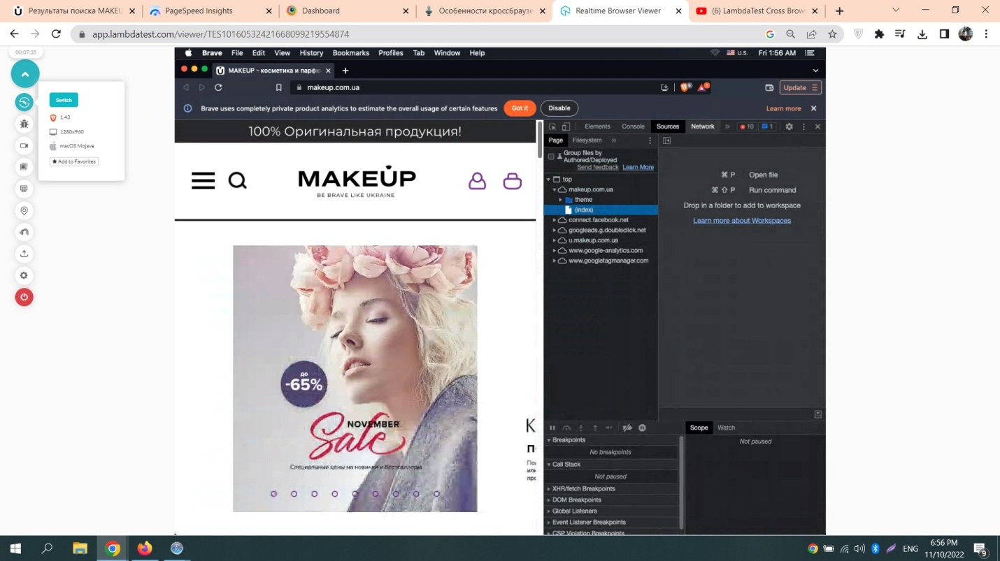 Результаты поиска MAKEU
PageSpeed Insights
Dashboard
Особенности кроссбраузе
Realtime Browser Viewer
(6) LambdaTest Cross Brow
app.lambdatest.com/viewer/TES10160532421668099219554874
00:07:35
Switch
1.43
1280x960
macOS Mojave
Add to Favorites
Brave File Edit View History Bookmarks Profiles Tab Window Help
U.S. Fri 1:56 AM
MAKEUP - косметика и парфю
makeup.com.ua
Update
Brave uses completely private product analytics to estimate the overall usage of certain features
Got it
Disable
Learn more
100% Оригинальная продукция!
MAKEUP
BE BRAVE LIKE UKRAINE
до
-65%
NOVEMBER
Sale
Специальные цены на новинки и бестселлеры
К
П
По
или
про
Elements Console Sources Network » 10 1
Page Filesystem »
Group files by
Authored/Deployed
Send feedback Learn More
top
makeup.com.ua
theme
(index)
connect.facebook.net
googleads.g.doubleclick.net
u.makeup.com.ua
www.google-analytics.com
www.googletagmanager.com
⌘ P Open file
⌘ ⇧ P Run command
Drop in a folder to add to workspace
Learn more about Workspaces
Breakpoints
No breakpoints
Call Stack
Not paused
XHR/fetch Breakpoints
DOM Breakpoints
Global Listeners
Event Listener Breakpoints
CSP Violation Breakpoints
Scope Watch
Not paused
ENG
6:56 PM
11/10/2022
9